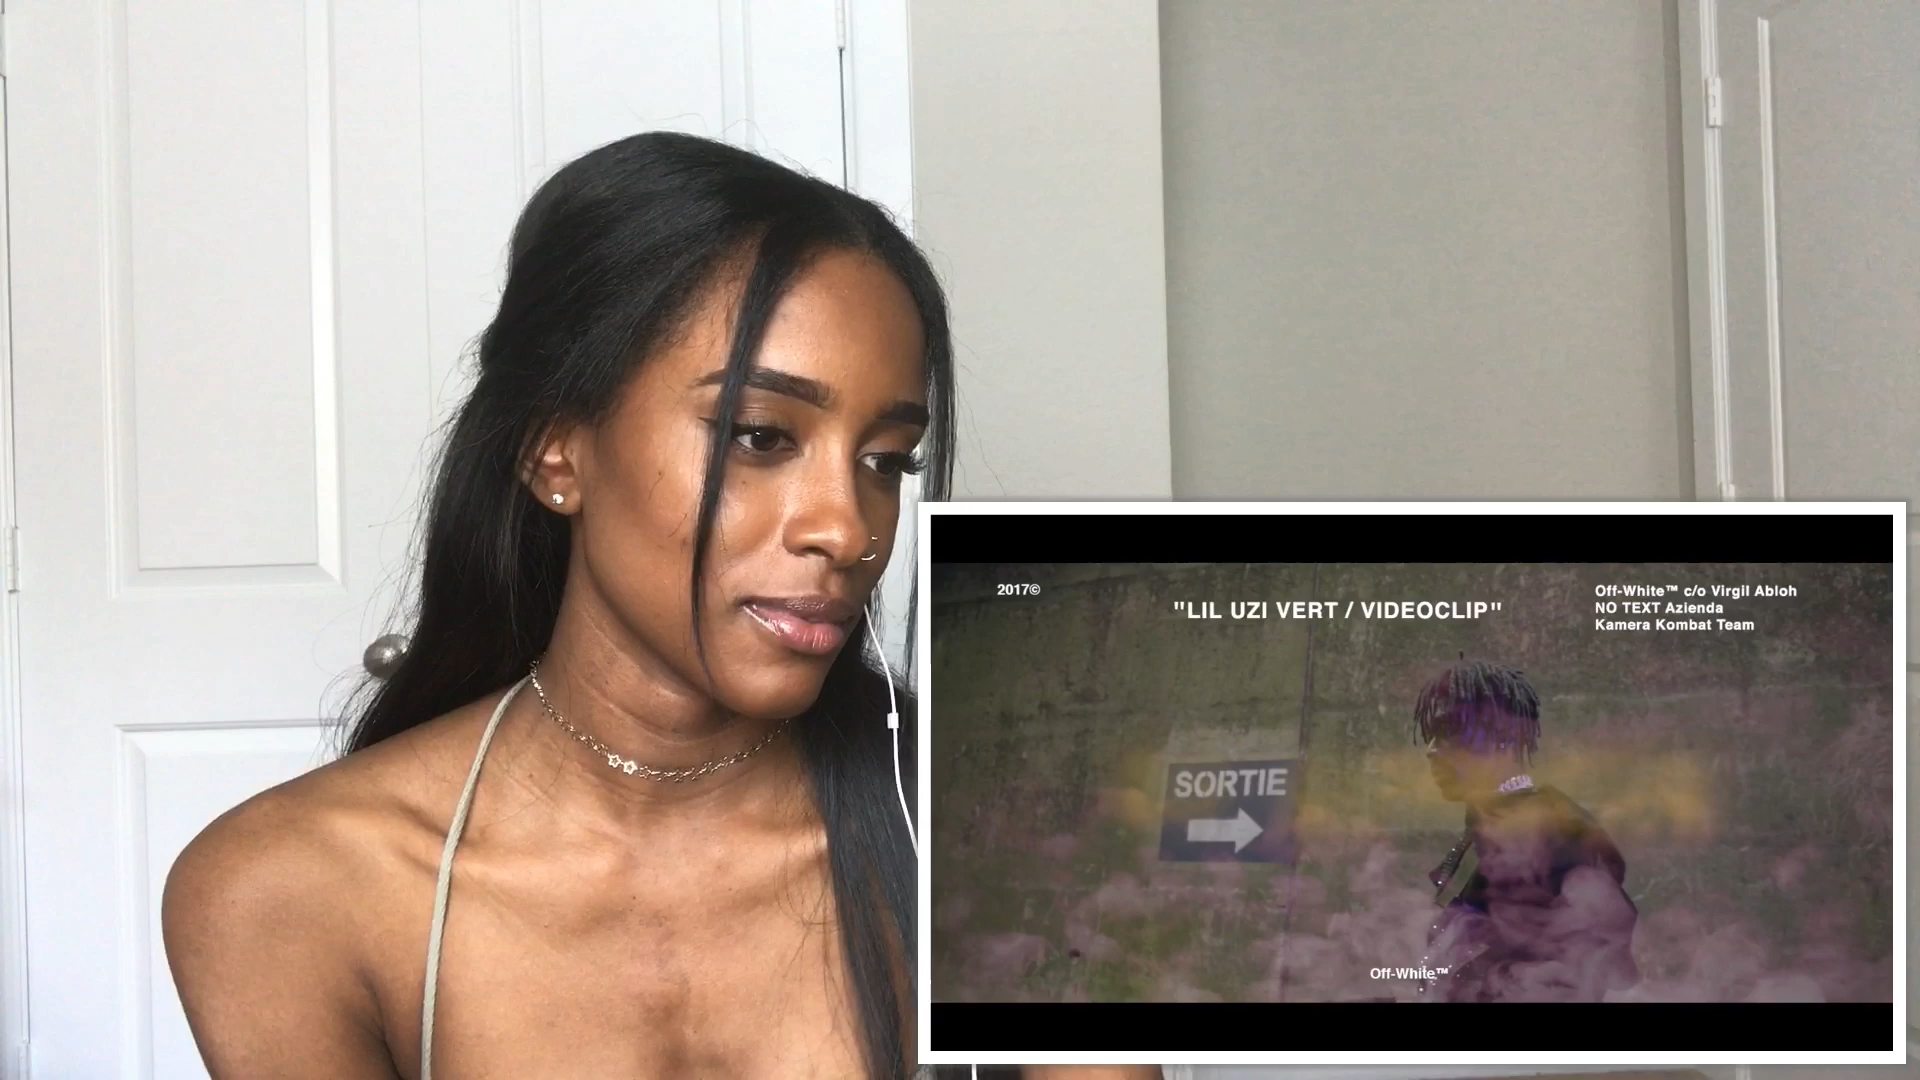 2017©
"LIL UZI VERT / VIDEOCLIP"
Off-White™ c/o Virgil Abloh
NO TEXT Azienda
Kamera Kombat Team
SORTIE
Off-White™